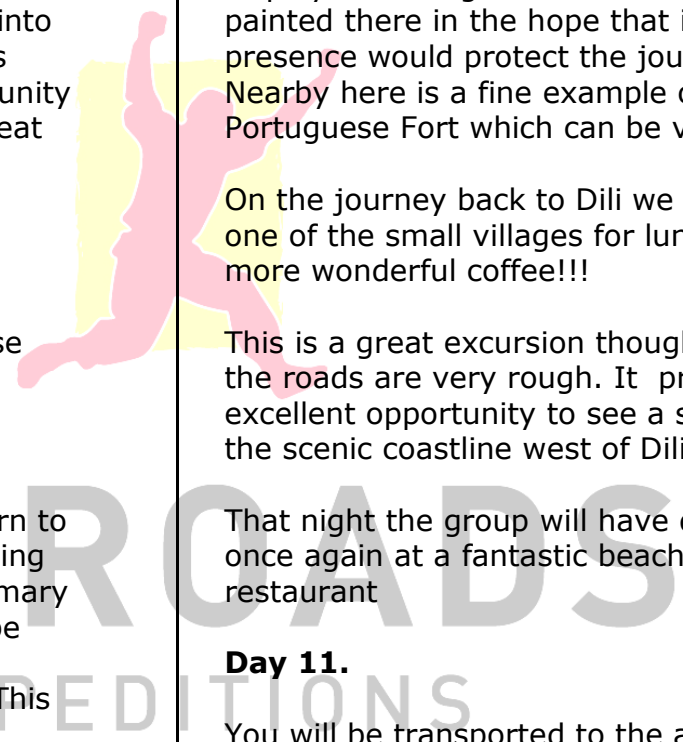 into
s
unity
eat
se
rn to
ing
mary
be
This
painted there in the hope that i
presence would protect the jou
Nearby here is a fine example
Portuguese Fort which can be v
On the journey back to Dili we
one of the small villages for lun
more wonderful coffee!!!
This is a great excursion though
the roads are very rough. It pr
excellent opportunity to see a s
the scenic coastline west of Dili
That night the group will have
once again at a fantastic beach
restaurant
Day 11.
You will be transported to the a
ROADS
PEDITIONS